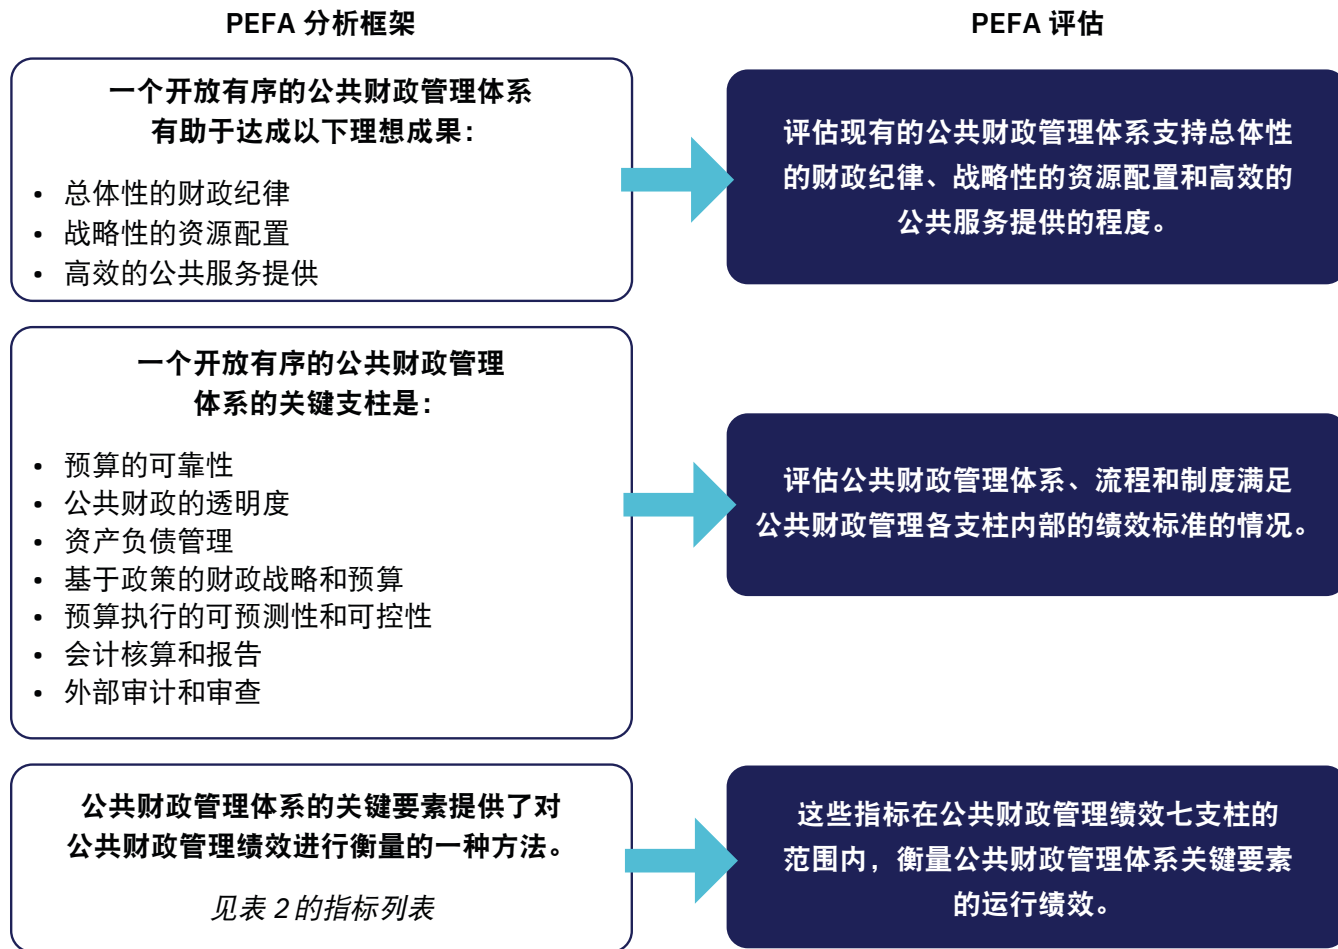 PEFA 分析框架
PEFA 评估
一个开放有序的公共财政管理体系
有助于达成以下理想成果：
• 总体性的财政纪律
• 战略性的资源配置
• 高效的公共服务提供
评估现有的公共财政管理体系支持总体性
的财政纪律、战略性的资源配置和高效的
公共服务提供的程度。
一个开放有序的公共财政管理
体系的关键支柱是：
• 预算的可靠性
• 公共财政的透明度
• 资产负债管理
• 基于政策的财政战略和预算
• 预算执行的可预测性和可控性
• 会计核算和报告
• 外部审计和审查
评估公共财政管理体系、流程和制度满足
公共财政管理各支柱内部的绩效标准的情况。
公共财政管理体系的关键要素提供了对
公共财政管理绩效进行衡量的一种方法。
见表 2 的指标列表
这些指标在公共财政管理绩效七支柱的
范围内，衡量公共财政管理体系关键要素
的运行绩效。